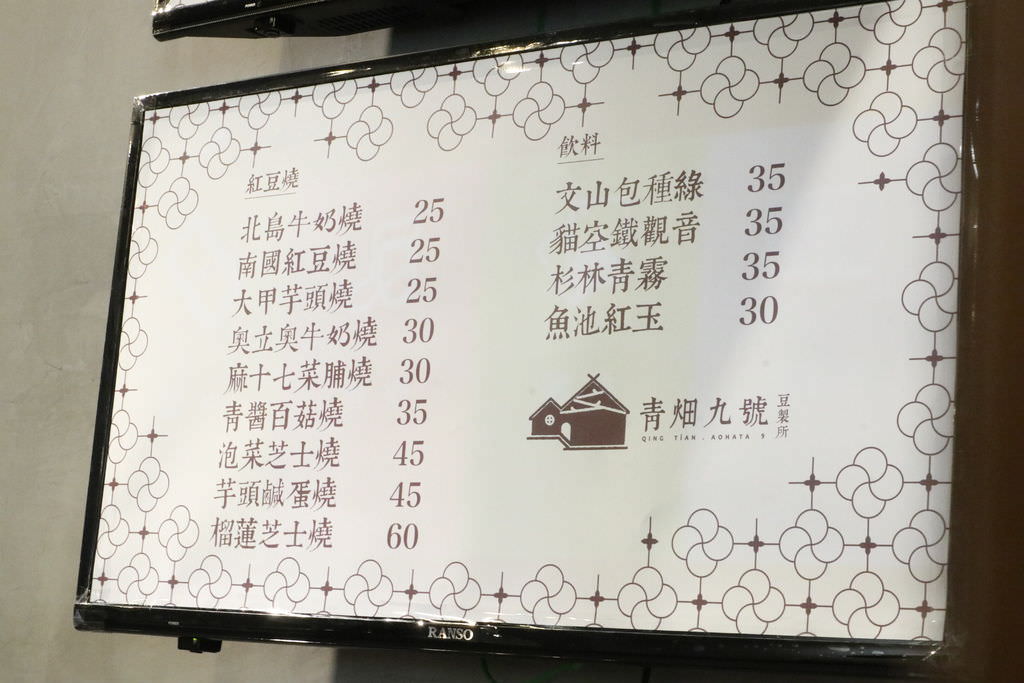 紅豆燒
北島牛奶燒 25
南國紅豆燒 25
大甲芋頭燒 25
奧立奧牛奶燒 30
麻十七菜脯燒 30
青醬百菇燒 35
泡菜芝士燒 45
芋頭鹹蛋燒 45
榴蓮芝士燒 60
飲料
文山包種綠 35
貓空鐵觀音 35
杉林青霧 35
魚池紅玉 30
青畑九號 豆製所
QING TIAN . AOHATA 9
RANSO